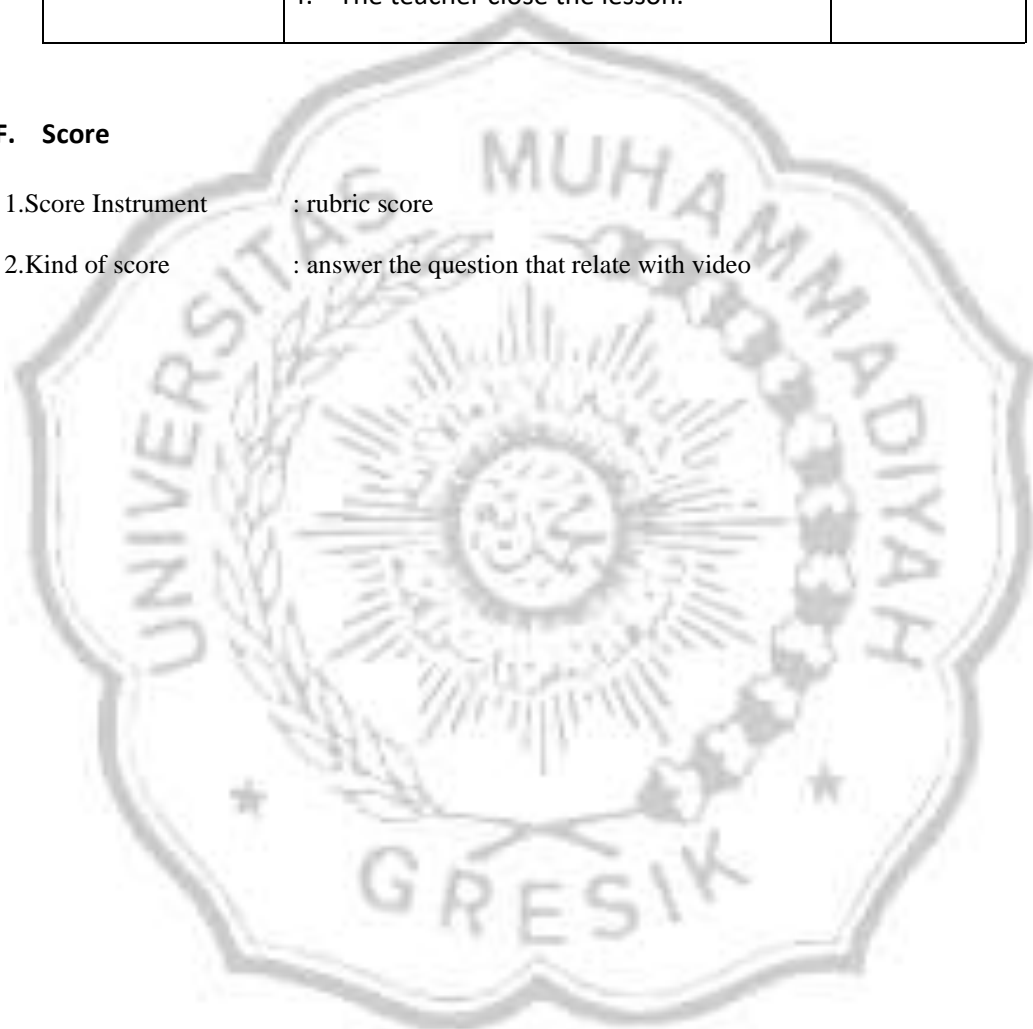 The teacher close the lesson.
F. Score
1.Score Instrument : rubric score
2.Kind of score : answer the question that relate with video
UNIVERSITAS MUHAMMADIYAH
GRESIK